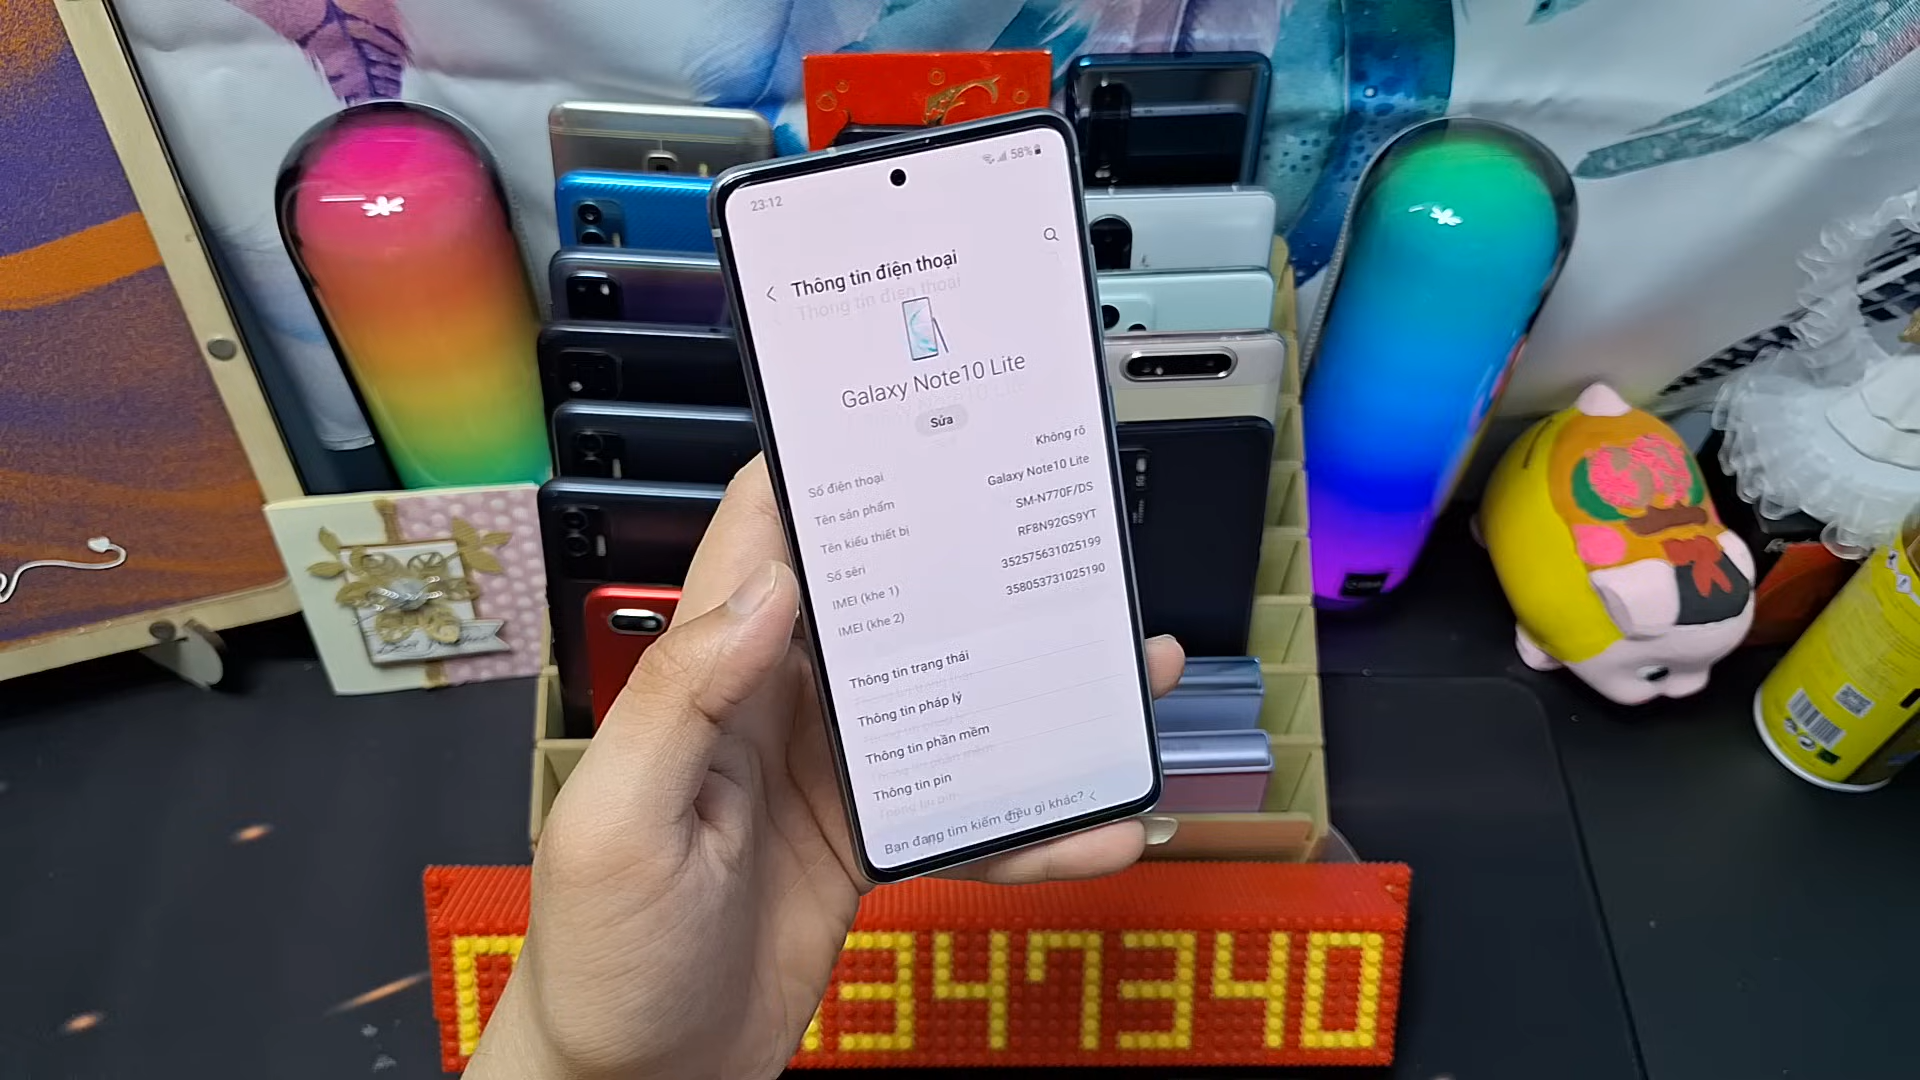 23:12
58%
Thông tin điện thoại
Galaxy Note10 Lite
Sửa
Số điện thoại Không rõ
Tên sản phẩm Galaxy Note10 Lite
Tên kiểu thiết bị SM-N770F/DS
Số sêri RF8N92GS9YT
IMEI (khe 1) 352575631025199
IMEI (khe 2) 358053731025190
Thông tin trạng thái
Thông tin pháp lý
Thông tin phần mềm
Thông tin pin
Bạn đang tìm kiếm điều gì khác?
5G
347340